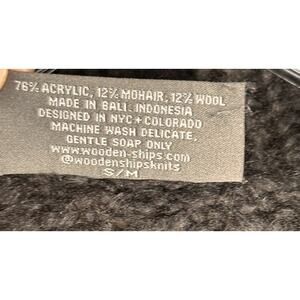 76% ACRYLIC, 12% MOHAIR, 12% WOOL
MADE IN BALI, INDONESIA
DESIGNED IN NYC + COLORADO
MACHINE WASH DELICATE,
GENTLE SOAP ONLY
www.wooden-ships.com
@woodenshipsknits
S/M